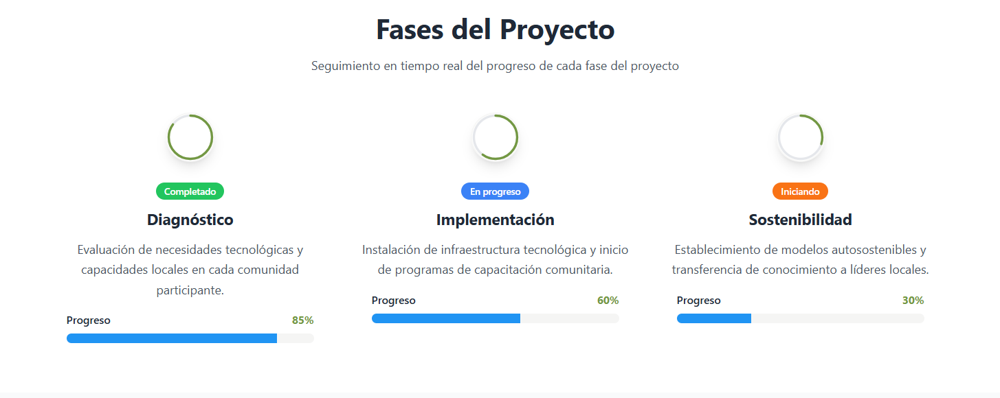 Fases del Proyecto
Seguimiento en tiempo real del progreso de cada fase del proyecto
Completado
Diagnóstico
Evaluación de necesidades tecnológicas y
capacidades locales en cada comunidad
participante.
Progreso 85%
En progreso
Implementación
Instalación de infraestructura tecnológica y inicio
de programas de capacitación comunitaria.
Progreso 60%
Iniciando
Sostenibilidad
Establecimiento de modelos autosostenibles y
transferencia de conocimiento a líderes locales.
Progreso 30%